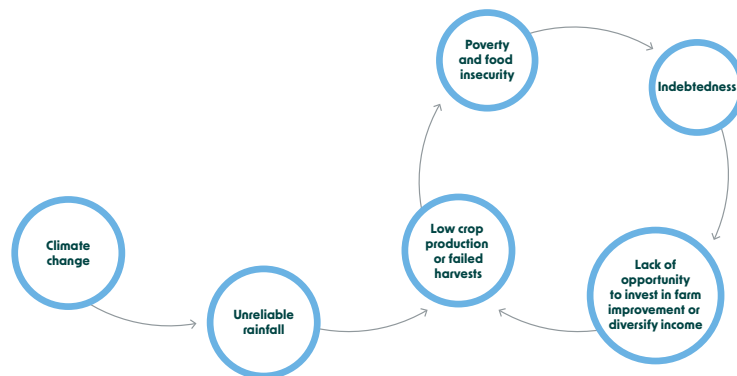 Climate
change
Unreliable
rainfall
Low crop
production
or failed
harvests
Poverty
and food
insecurity
Indebtedness
Lack of
opportunity
to invest in farm
improvement or
diversify income